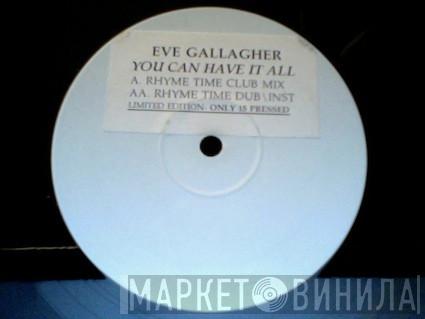 EVE GALLAGHER
YOU CAN HAVE IT ALL
A. RHYME TIME CLUB MIX
AA. RHYME TIME DUB\INST
LIMITED EDITION: ONLY 15 PRESSED
МАРКЕТ ВИНИЛА